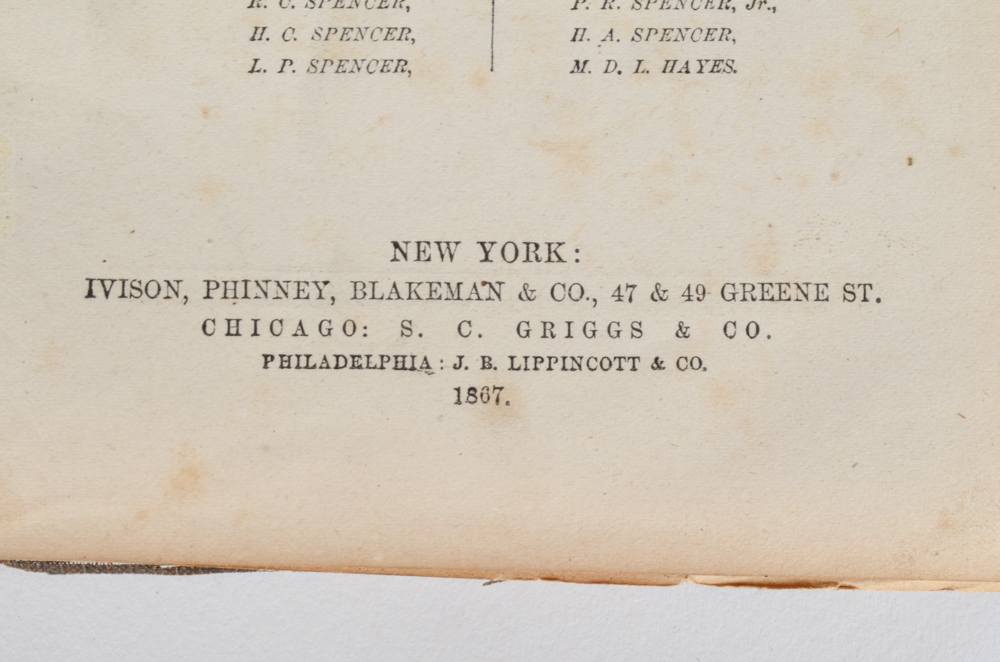 R. C. SPENCER,
H. C. SPENCER,
L. P. SPENCER,
P. R. SPENCER, Jr.,
H. A. SPENCER,
M. D. L. HAYES.
NEW YORK:
IVISON, PHINNEY, BLAKEMAN & CO., 47 & 49 GREENE ST.
CHICAGO: S. C. GRIGGS & CO.
PHILADELPHIA: J. B. LIPPINCOTT & CO.
1867.